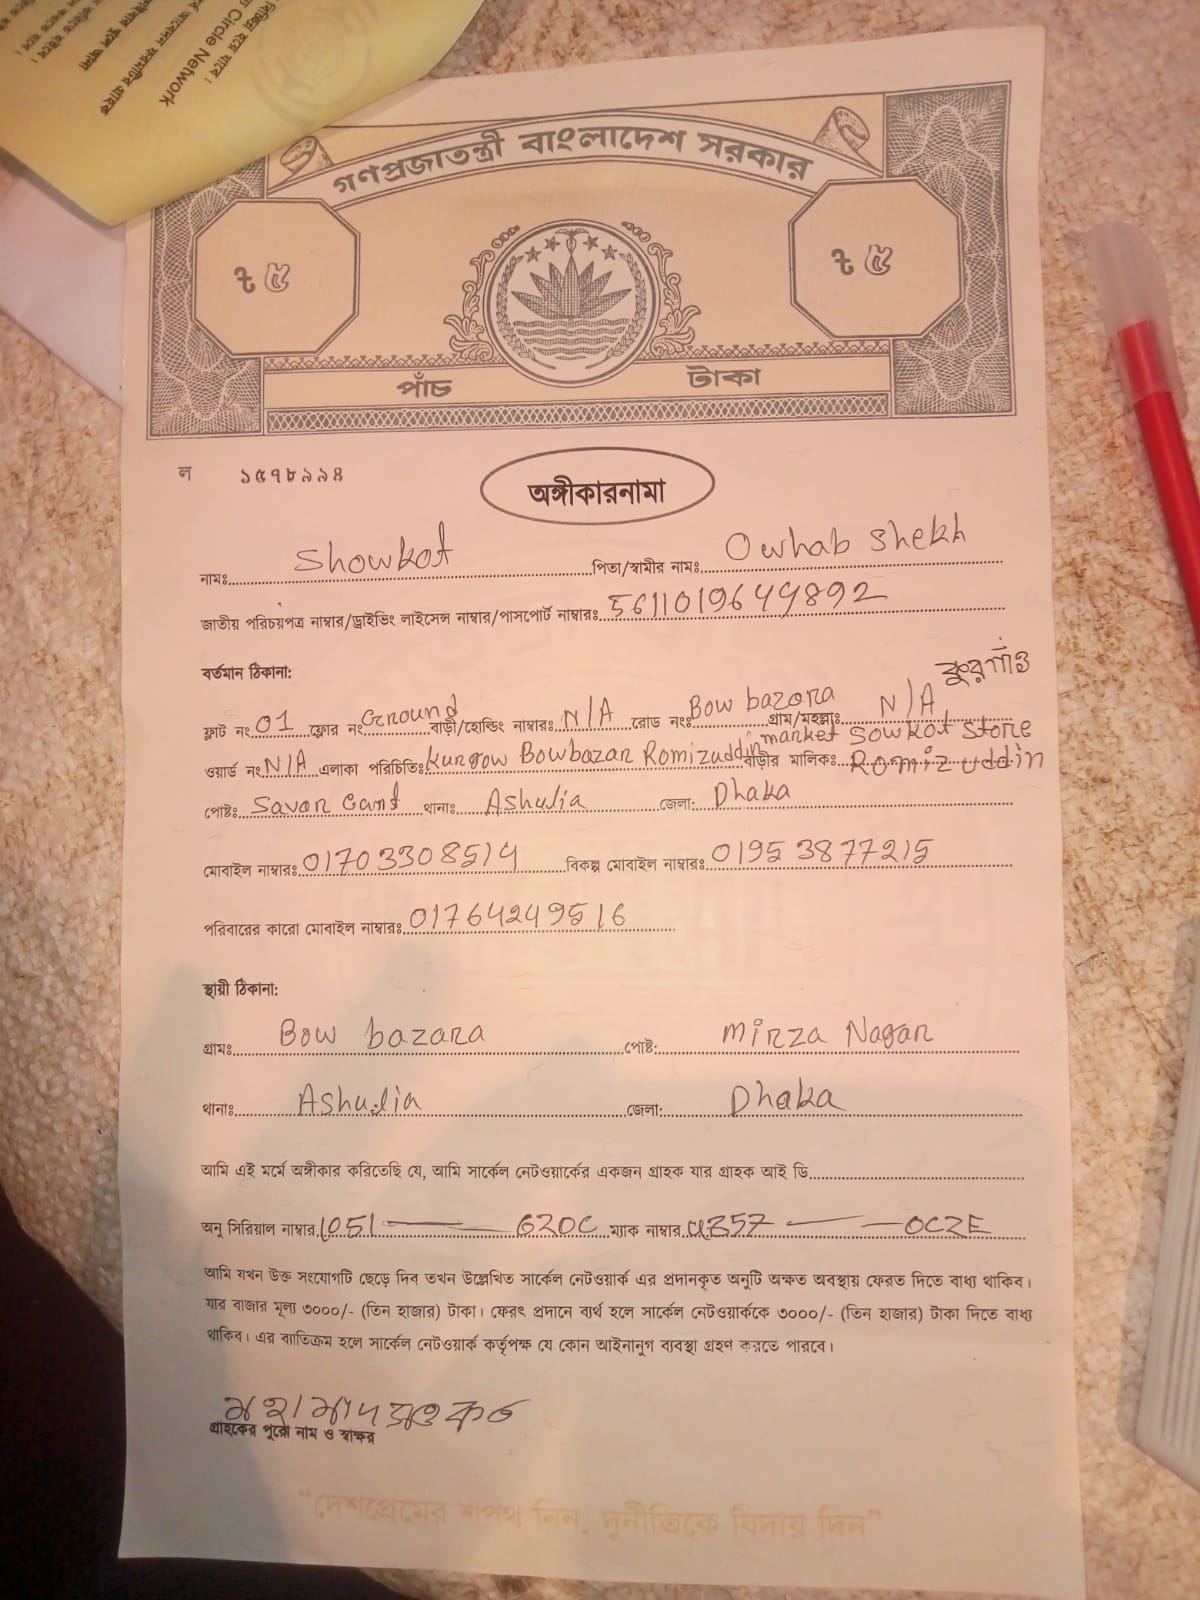 Circle Network
গণপ্রজাতন্ত্রী বাংলাদেশ সরকার
৳ ৫ ৳ ৫
পাঁচ টাকা
ল ১৫৭৮৯৯৪
অঙ্গীকারনামা
নামঃ Showkot পিতা/স্বামীর নামঃ Owhab Shekh
জাতীয় পরিচয়পত্র নাম্বার/ড্রাইভিং লাইসেন্স নাম্বার/পাসপোর্ট নাম্বারঃ 5611019649892
বর্তমান ঠিকানা: কুরগাঁও
ফ্লাট নং 01 ফ্লোর নং Ground বাড়ী/হোল্ডিং নাম্বারঃ N/A রোড নংঃ Bow bazara গ্রাম/মহল্লাঃ N/A
ওয়ার্ড নং N/A এলাকা পরিচিতিঃ Kurgow Bowbazar Romizuddin market Sowkot Store বাড়ীর মালিকঃ Romizuddin
পোষ্টঃ Savar Cant থানাঃ Ashulia জেলা: Dhaka
মোবাইল নাম্বারঃ 01703308514 বিকল্প মোবাইল নাম্বারঃ 01953877215
পরিবারের কারো মোবাইল নাম্বারঃ 01764249516
স্থায়ী ঠিকানা:
গ্রামঃ Bow bazara পোষ্ট: Mirza Nagar
থানাঃ Ashulia জেলা: Dhaka
আমি এই মর্মে অঙ্গীকার করিতেছি যে, আমি সার্কেল নেটওয়ার্কের একজন গ্রাহক যার গ্রাহক আই ডি
অনু সিরিয়াল নাম্বার 1051 — 620C ম্যাক নাম্বার — 0C2E
আমি যখন উক্ত সংযোগটি ছেড়ে দিব তখন উল্লেখিত সার্কেল নেটওয়ার্ক এর প্রদানকৃত অনুটি অক্ষত অবস্থায় ফেরত দিতে বাধ্য থাকিব।
যার বাজার মূল্য ৩০০০/- (তিন হাজার) টাকা। ফেরৎ প্রদানে ব্যর্থ হলে সার্কেল নেটওয়ার্ককে ৩০০০/- (তিন হাজার) টাকা দিতে বাধ্য
থাকিব। এর ব্যাতিক্রম হলে সার্কেল নেটওয়ার্ক কর্তৃপক্ষ যে কোন আইনানুগ ব্যবস্থা গ্রহণ করতে পারবে।
গ্রাহকের পুরো নাম ও স্বাক্ষর
"দেশপ্রেমের শপথ নিন, দুর্নীতিকে বিদায় দিন"